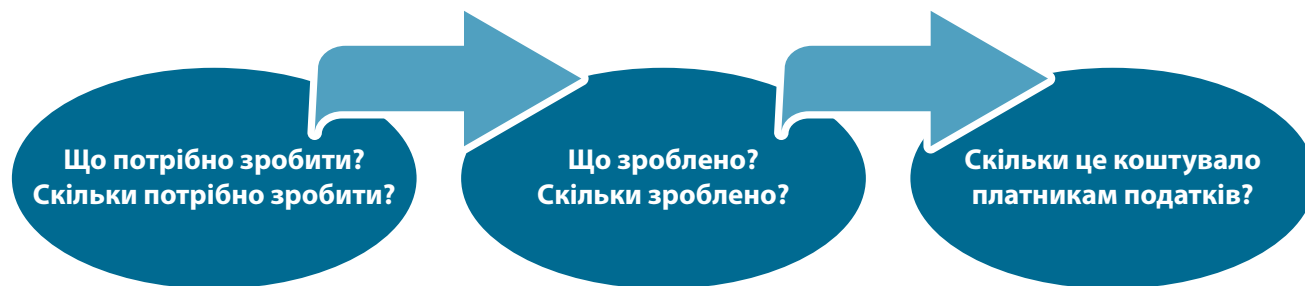 Що потрібно зробити?
Скільки потрібно зробити?
Що зроблено?
Скільки зроблено?
Скільки це коштувало
платникам податків?